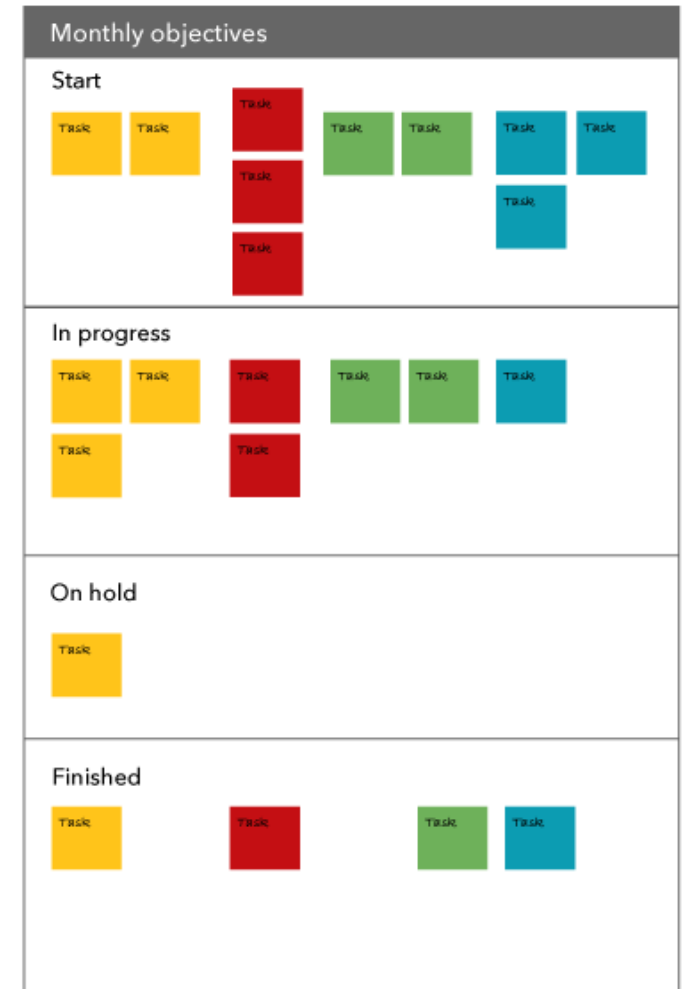 Monthly objectives
Start
Task
Task Task Task Task Task Task
Task
Task
Task
In progress
Task Task Task Task Task Task
Task Task
On hold
Task
Finished
Task Task Task Task